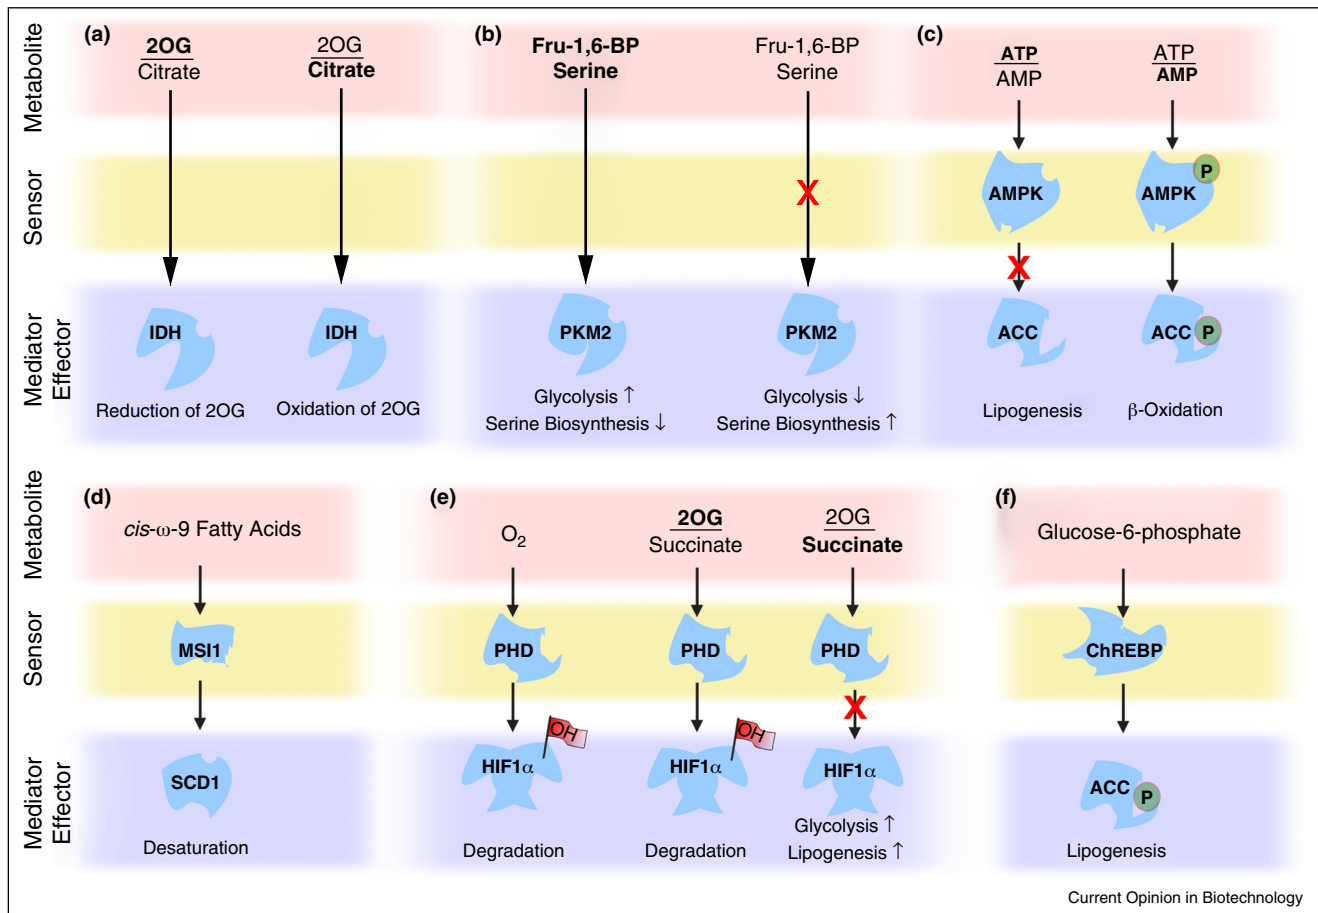 Metabolite
Sensor
Mediator
Effector
(a)
2OG
Citrate
2OG
Citrate
IDH
IDH
Reduction of 2OG
Oxidation of 2OG
(b)
Fru-1,6-BP
Serine
Fru-1,6-BP
Serine
X
PKM2
PKM2
Glycolysis ↑
Serine Biosynthesis ↓
Glycolysis ↓
Serine Biosynthesis ↑
(c)
ATP
AMP
ATP
AMP
AMPK
AMPK
P
X
ACC
ACC
P
Lipogenesis
β-Oxidation
Metabolite
Sensor
Mediator
Effector
(d)
cis-ω-9 Fatty Acids
MSI1
SCD1
Desaturation
(e)
O2
2OG
Succinate
2OG
Succinate
PHD
PHD
PHD
X
OH
OH
HIF1α
HIF1α
HIF1α
Degradation
Degradation
Glycolysis ↑
Lipogenesis ↑
(f)
Glucose-6-phosphate
ChREBP
ACC
P
Lipogenesis
Current Opinion in Biotechnology